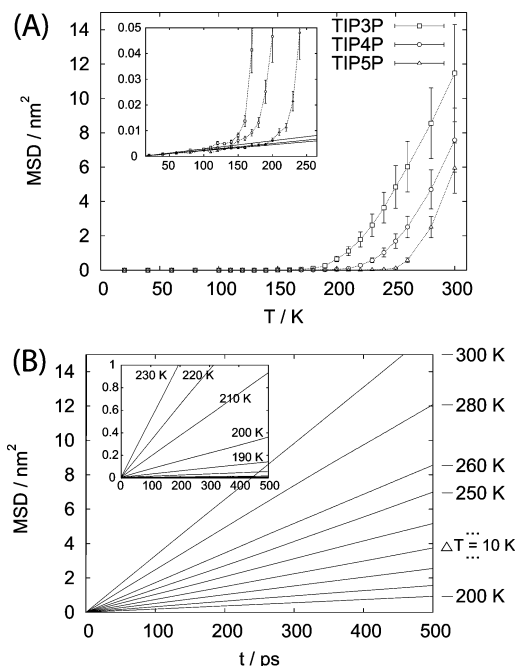 (A)
MSD / nm²
14
12
10
8
6
4
2
0
0.05
0.04
0.03
0.02
0.01
0
50 100 150 200 250
TIP3P
TIP4P
TIP5P
0 50 100 150 200 250 300
T / K
(B)
MSD / nm²
14
12
10
8
6
4
2
0
1
0.8
0.6
0.4
0.2
0
230 K
220 K
210 K
200 K
190 K
0 100 200 300 400 500
300 K
280 K
260 K
250 K
...
△T = 10 K
...
200 K
0 100 200 300 400 500
t / ps